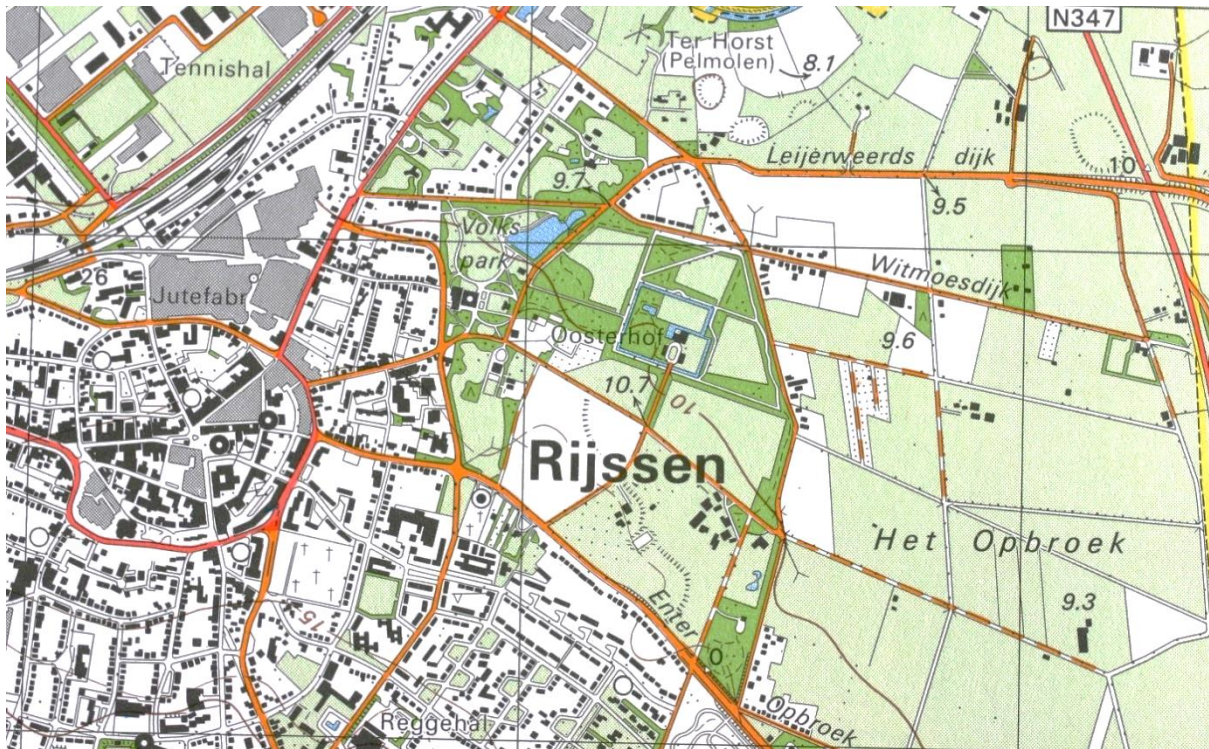 N347
Ter Horst
(Pelmolen)
8.1
Tennishal
Leijerweerds dijk
10
9.7
9.5
Volks
park
Witmoesdijk
26
Jutefabr
Oosterhof
9.6
10.7
10
Rijssen
Het Opbroek
Enter
9.3
15
0
Opbroek
Reggehal